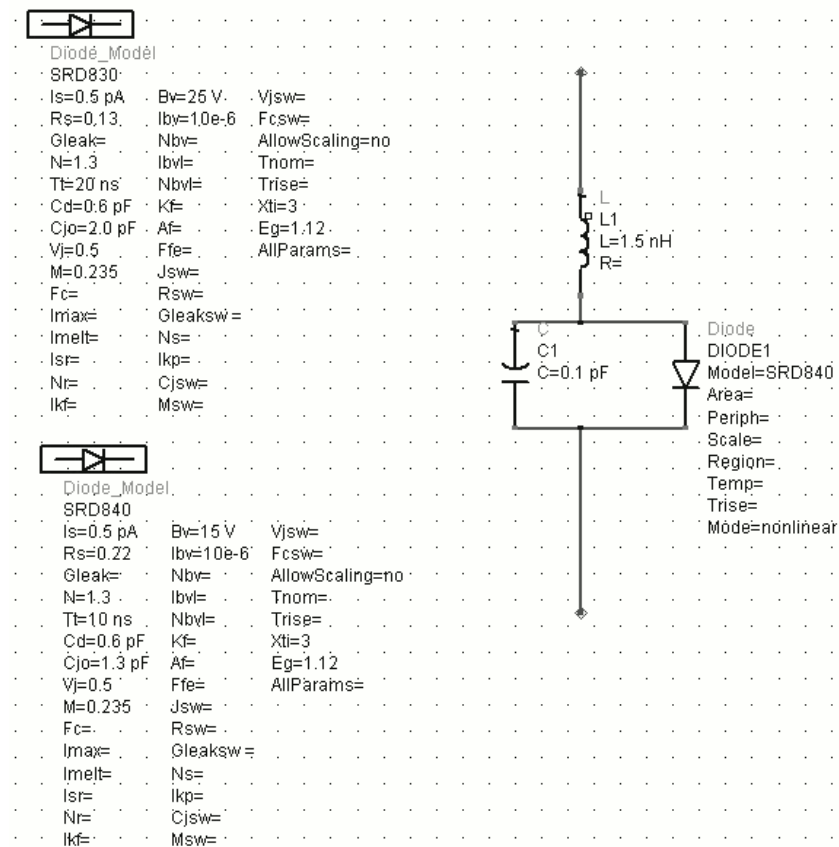 Diode_Model
SRD830
Is=0.5 pA Bv=25 V Vjsw=
Rs=0.13 Ibv=10e-6 Fcsw=
Gleak= Nbv= AllowScaling=no
N=1.3 Ibvl= Tnom=
Tt=20 ns Nbvl= Trise=
Cd=0.6 pF Kf= Xti=3
Cjo=2.0 pF Af= Eg=1.12
Vj=0.5 Ffe= AllParams=
M=0.235 Jsw=
Fc= Rsw=
Imax= Gleaksw=
Imelt= Ns=
Isr= Ikp=
Nr= Cjsw=
Ikf= Msw=
L
L1
L=1.5 nH
R=
C
C1
C=0.1 pF
Diode
DIODE1
Model=SRD840
Area=
Periph=
Scale=
Region=
Temp=
Trise=
Mode=nonlinear
Diode_Model
SRD840
Is=0.5 pA Bv=15 V Vjsw=
Rs=0.22 Ibv=10e-6 Fcsw=
Gleak= Nbv= AllowScaling=no
N=1.3 Ibvl= Tnom=
Tt=10 ns Nbvl= Trise=
Cd=0.6 pF Kf= Xti=3
Cjo=1.3 pF Af= Eg=1.12
Vj=0.5 Ffe= AllParams=
M=0.235 Jsw=
Fc= Rsw=
Imax= Gleaksw=
Imelt= Ns=
Isr= Ikp=
Nr= Cjsw=
Ikf= Msw=